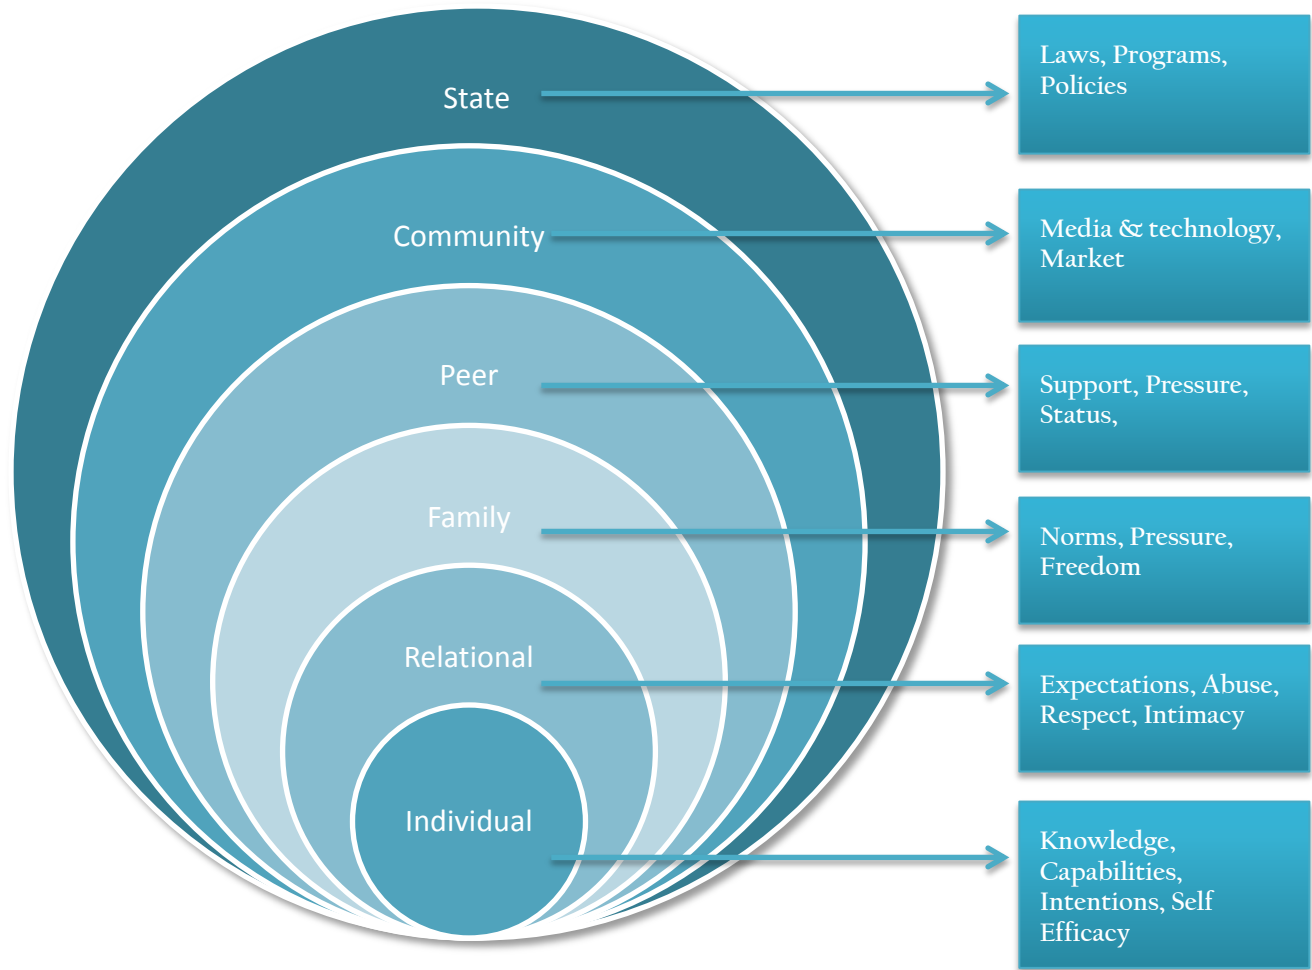 State
Laws, Programs,
Policies
Community
Media & technology,
Market
Peer
Support, Pressure,
Status,
Family
Norms, Pressure,
Freedom
Relational
Expectations, Abuse,
Respect, Intimacy
Individual
Knowledge,
Capabilities,
Intentions, Self
Efficacy